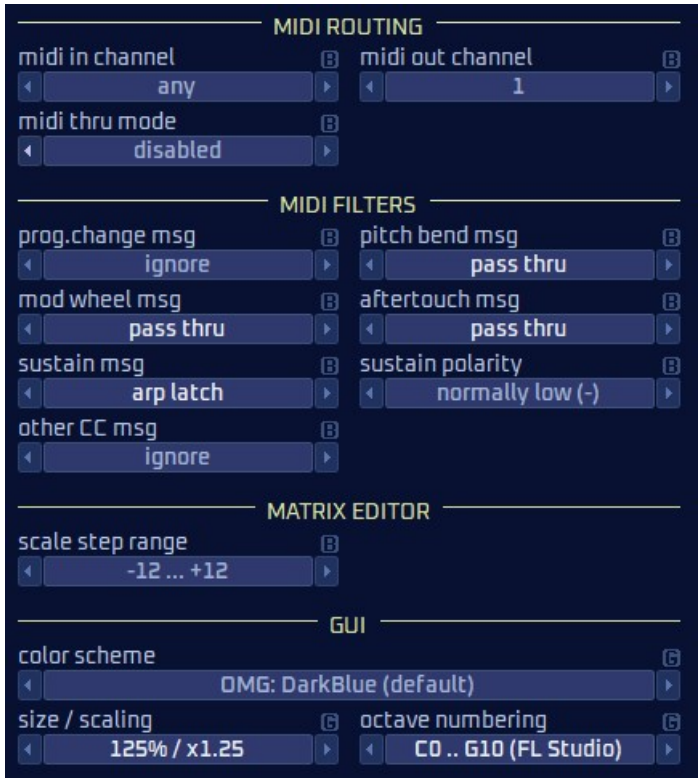 MIDI ROUTING
midi in channel B midi out channel B
any 1
midi thru mode B
disabled
MIDI FILTERS
prog.change msg B pitch bend msg B
ignore pass thru
mod wheel msg B aftertouch msg B
pass thru pass thru
sustain msg B sustain polarity B
arp latch normally low (-)
other CC msg B
ignore
MATRIX EDITOR
scale step range B
-12 ... +12
GUI
color scheme G
OMG: DarkBlue (default)
size / scaling G octave numbering G
125% / x1.25 C0 .. G10 (FL Studio)